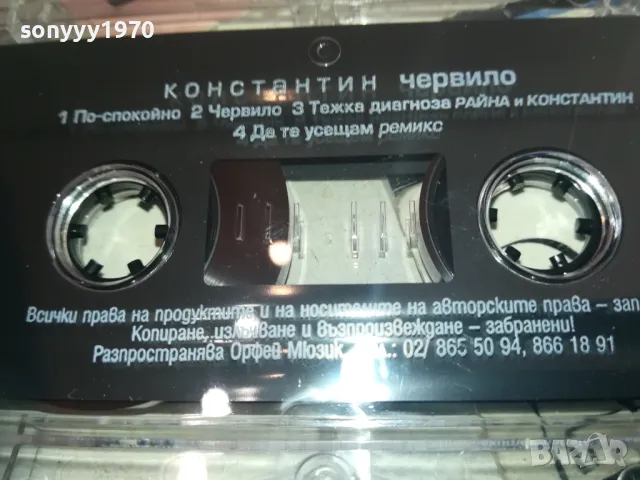 sonyyy1970
КОНСТАНТИН ЧЕРВИЛО
1 По-спокойно 2 Червило 3 Тежка диагноза РАЙНА и КОНСТАНТИН
4 Да те усещам ремикс
Всички права на продуктите и на носителите на авторските права – зап
Копиране, излъчване и възпроизвеждане – забранени!
Разпространява Орфей Мюзик : 02/ 865 50 94, 866 18 91
BAZAR